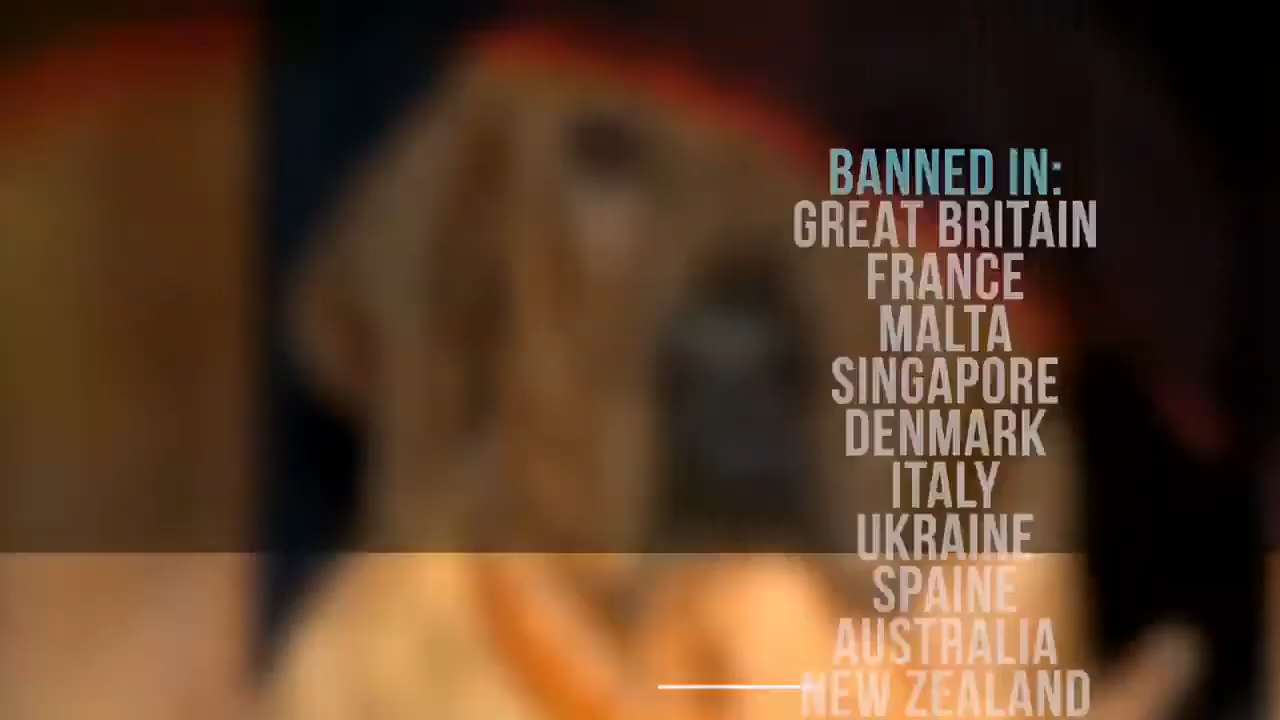 BANNED IN:
GREAT BRITAIN
FRANCE
MALTA
SINGAPORE
DENMARK
ITALY
UKRAINE
SPAINE
AUSTRALIA
NEW ZEALAND